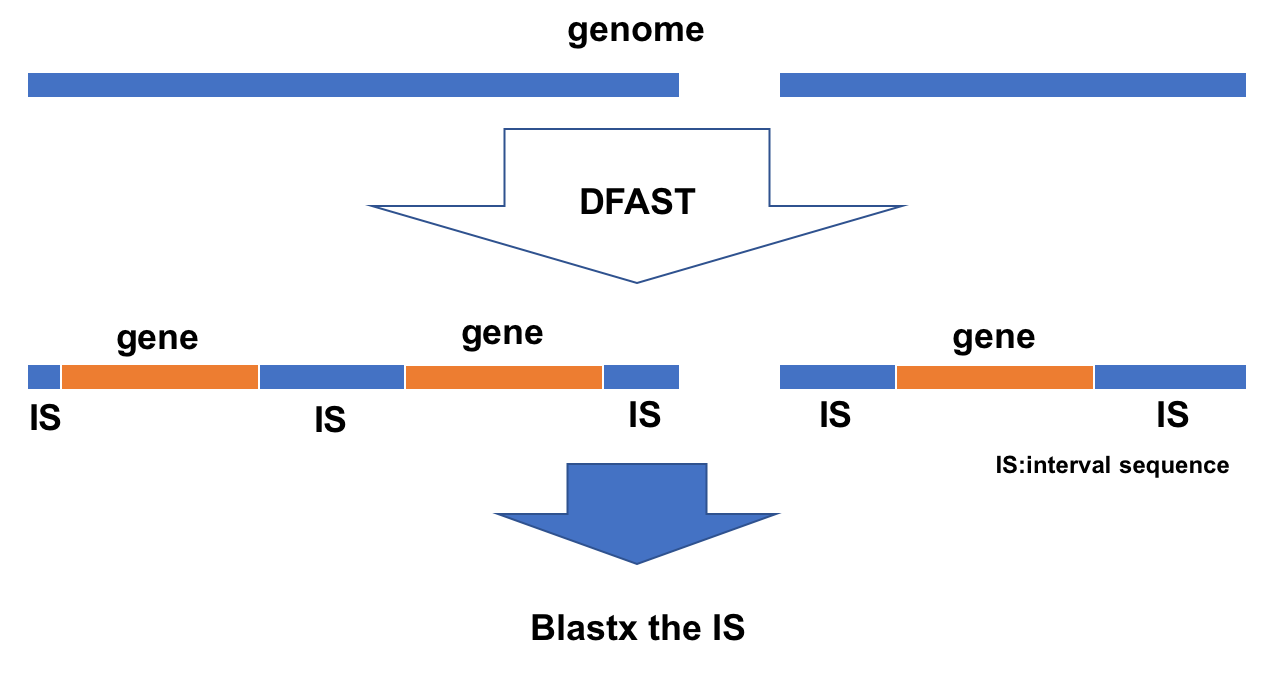 genome
DFAST
gene
gene
gene
IS
IS
IS
IS
IS
IS:interval sequence
Blastx the IS